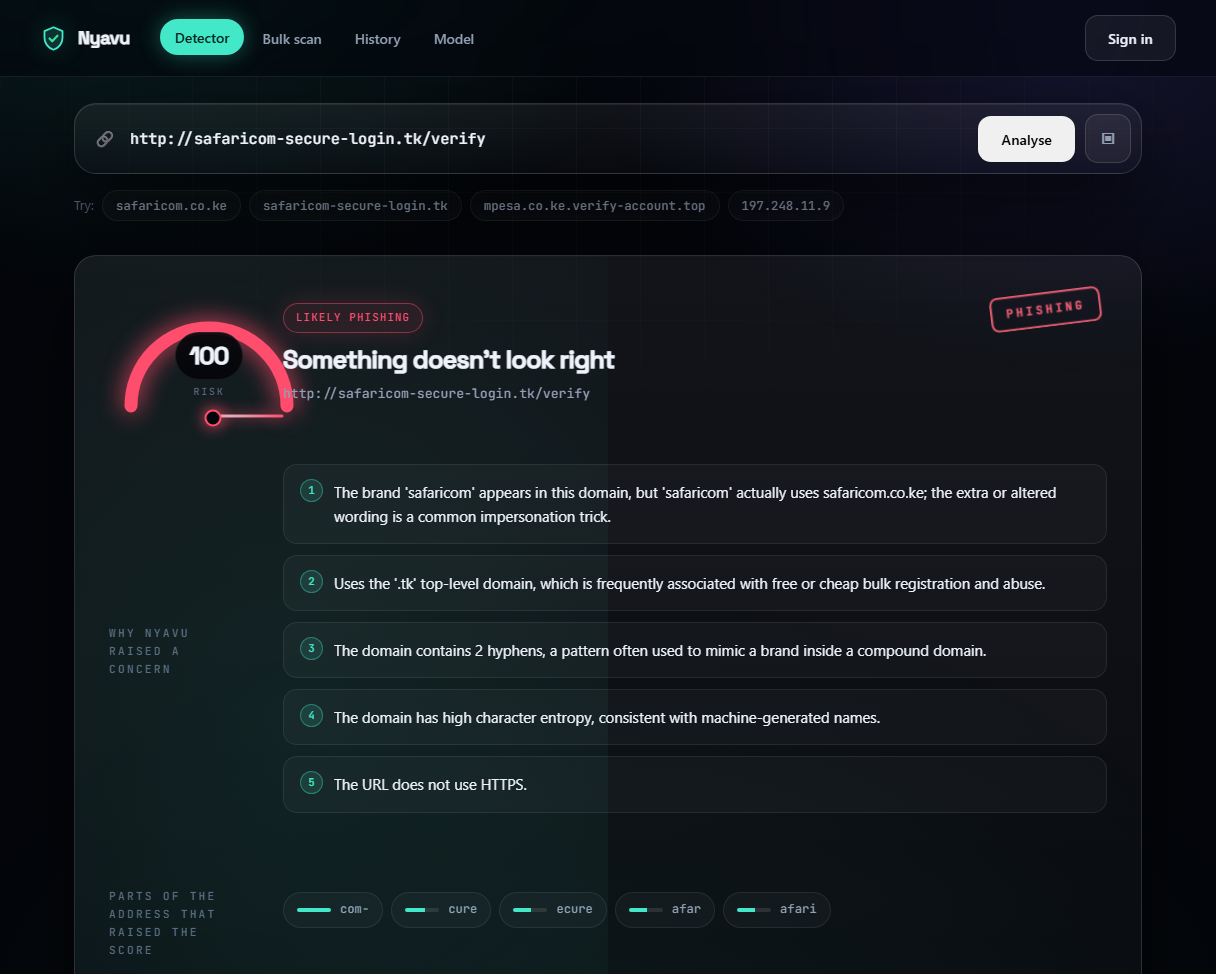 Nyavu
Detector
Bulk scan
History
Model
Sign in
http://safaricom-secure-login.tk/verify
Analyse
Try:
safaricom.co.ke
safaricom-secure-login.tk
mpesa.co.ke.verify-account.top
197.248.11.9
100
RISK
LIKELY PHISHING
Something doesn’t look right
http://safaricom-secure-login.tk/verify
PHISHING
WHY NYAVU
RAISED A
CONCERN
1
The brand 'safaricom' appears in this domain, but 'safaricom' actually uses safaricom.co.ke; the extra or altered
wording is a common impersonation trick.
2
Uses the '.tk' top-level domain, which is frequently associated with free or cheap bulk registration and abuse.
3
The domain contains 2 hyphens, a pattern often used to mimic a brand inside a compound domain.
4
The domain has high character entropy, consistent with machine-generated names.
5
The URL does not use HTTPS.
PARTS OF THE
ADDRESS THAT
RAISED THE
SCORE
com-
cure
ecure
afar
afari